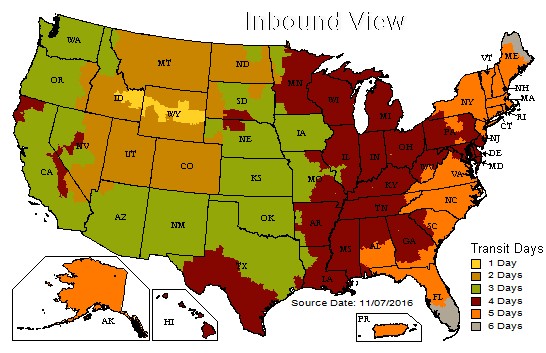 Inbound View
WA
OR
CA
NV
ID
MT
WY
UT
CO
AZ
NM
ND
SD
NE
KS
OK
TX
MN
IA
MO
AR
LA
WI
IL
IN
MI
OH
KY
TN
MS
AL
GA
FL
SC
NC
VA
WV
PA
NY
VT
ME
NH
MA
RI
CT
NJ
DE
MD
AK
HI
PR
Source Date: 11/07/2016
Transit Days
1 Day
2 Days
3 Days
4 Days
5 Days
6 Days